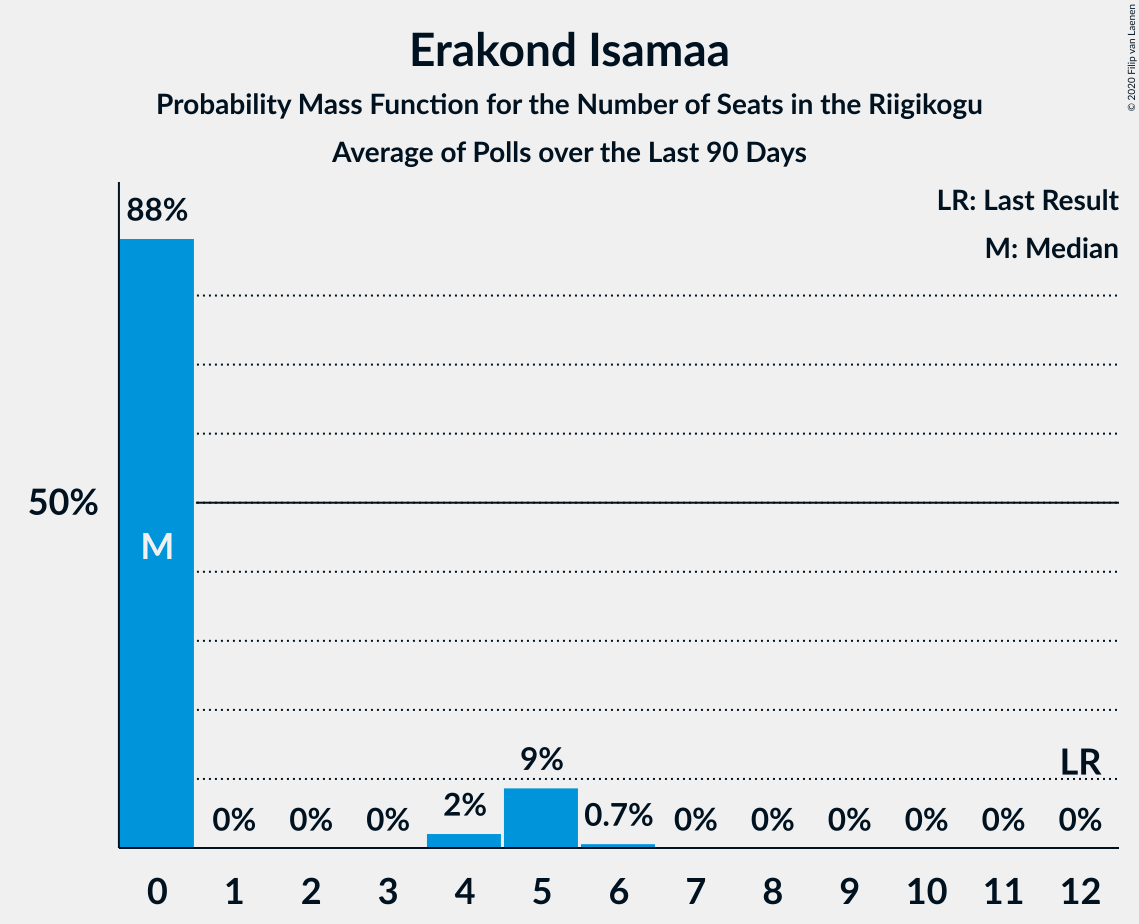 Erakond Isamaa
Probability Mass Function for the Number of Seats in the Riigikogu
Average of Polls over the Last 90 Days
© 2020 Filip van Laenen
LR: Last Result
M: Median
88%
50%
M
LR
9%
2%
0% 0% 0% 0.7% 0% 0% 0% 0% 0% 0%
0 1 2 3 4 5 6 7 8 9 10 11 12